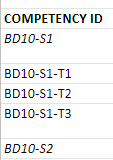 COMPETENCY ID
BD10-S1
BD10-S1-T1
BD10-S1-T2
BD10-S1-T3
BD10-S2